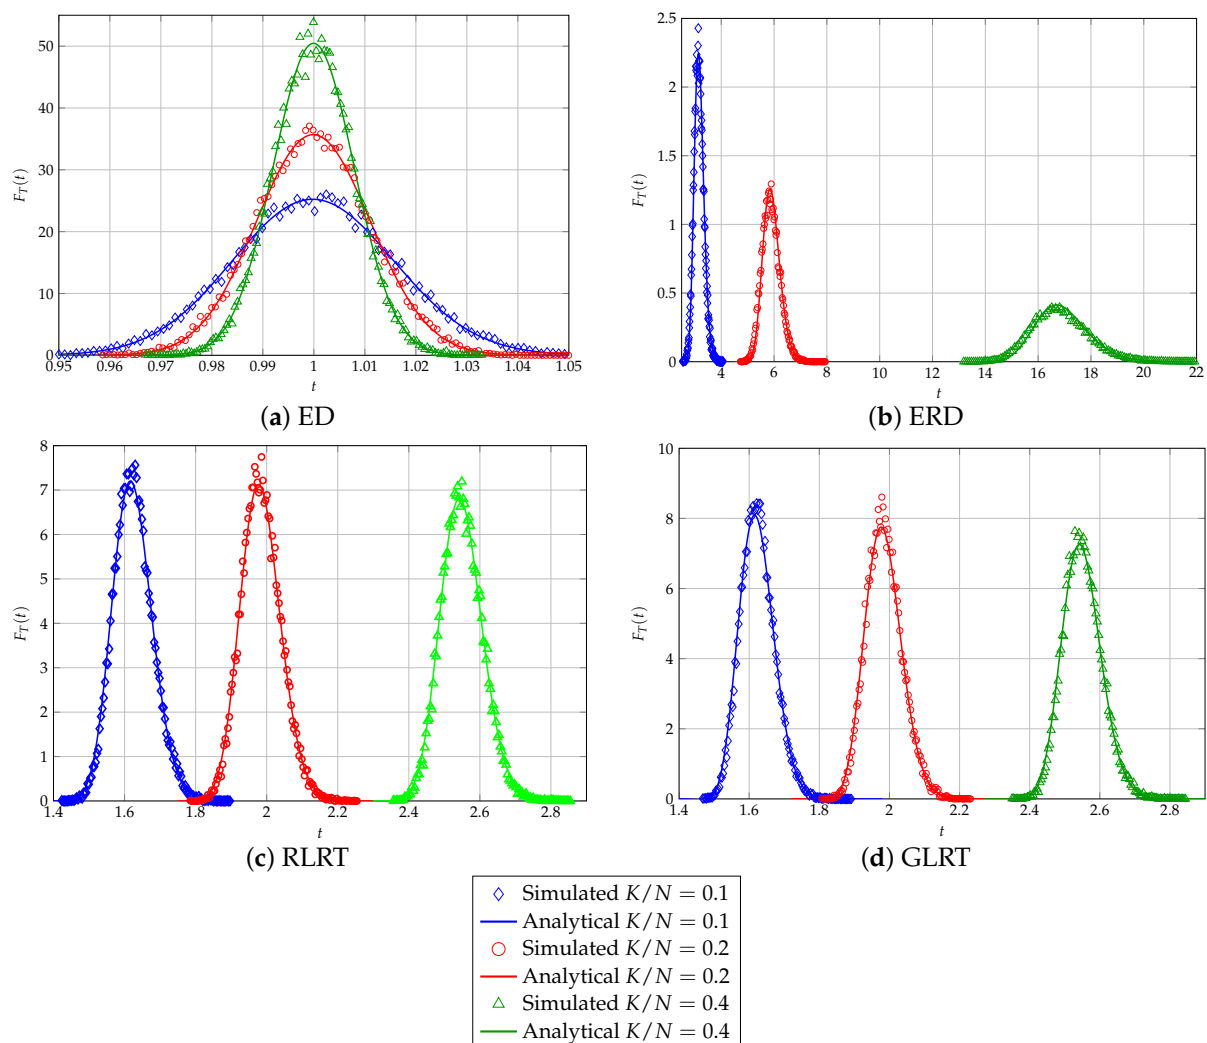 50
40
30
20
10
0
F_T(t)
0.95 0.96 0.97 0.98 0.99 1 1.01 1.02 1.03 1.04 1.05
t
(a) ED
2.5
2
1.5
1
0.5
0
F_T(t)
4 6 8 10 12 14 16 18 20 22
t
(b) ERD
8
7
6
5
4
3
2
1
0
F_T(t)
1.4 1.6 1.8 2 2.2 2.4 2.6 2.8
t
(c) RLRT
10
8
6
4
2
0
F_T(t)
1.4 1.6 1.8 2 2.2 2.4 2.6 2.8
t
(d) GLRT
Simulated K/N = 0.1
Analytical K/N = 0.1
Simulated K/N = 0.2
Analytical K/N = 0.2
Simulated K/N = 0.4
Analytical K/N = 0.4